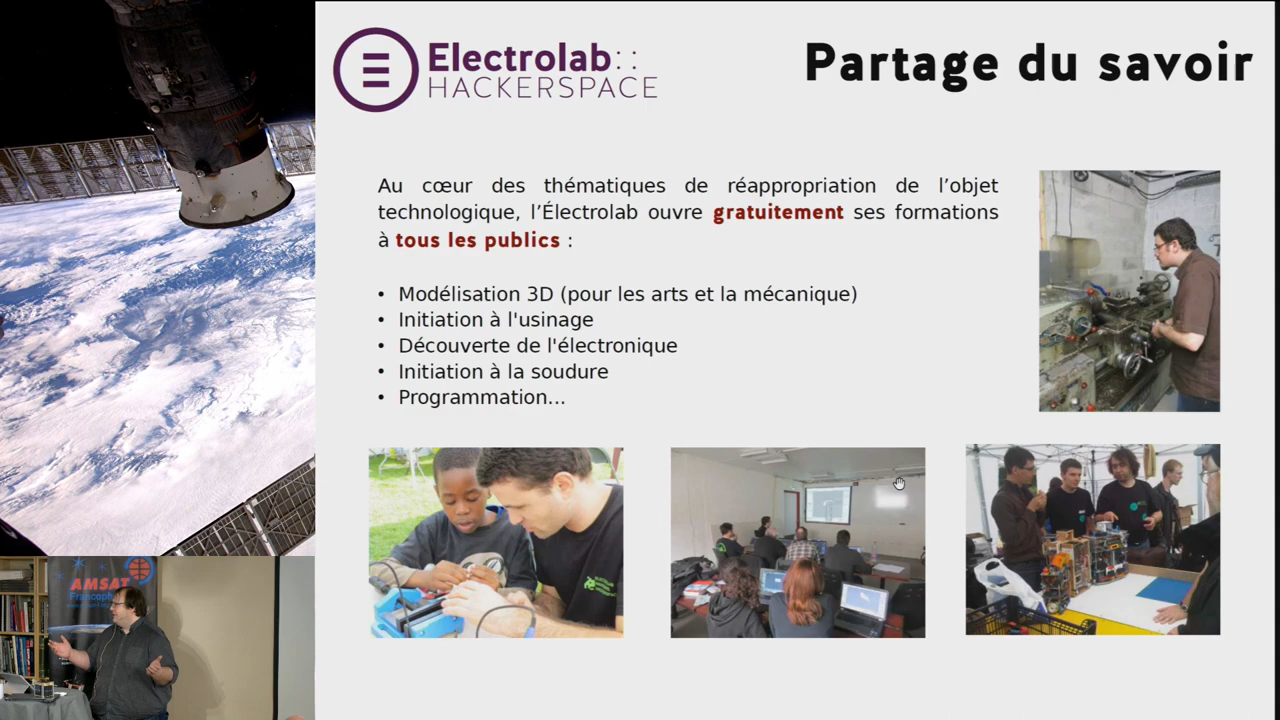 Electrolab::
HACKERSPACE
Partage du savoir
Au cœur des thématiques de réappropriation de l’objet
technologique, l’Électrolab ouvre gratuitement ses formations
à tous les publics :
• Modélisation 3D (pour les arts et la mécanique)
• Initiation à l'usinage
• Découverte de l'électronique
• Initiation à la soudure
• Programmation...
AMSAT